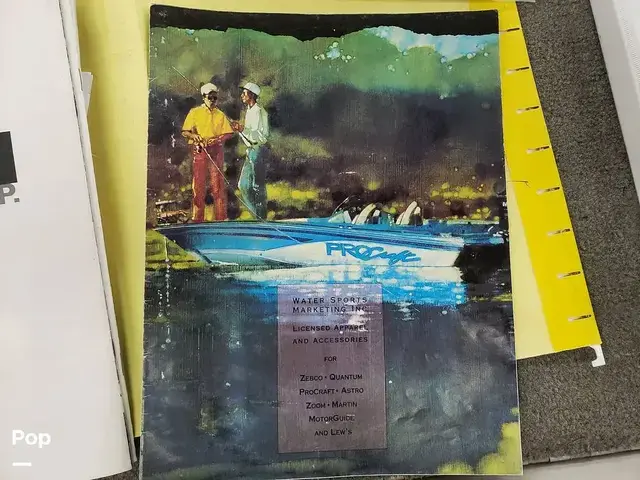 P.
PROCraft
WATER SPORTS
MARKETING INC.
LICENSED APPAREL
AND ACCESSORIES
FOR
ZEBCO • QUANTUM
PROCRAFT • ASTRO
ZOOM • MARTIN
MOTORGUIDE
AND LEW'S
Pop